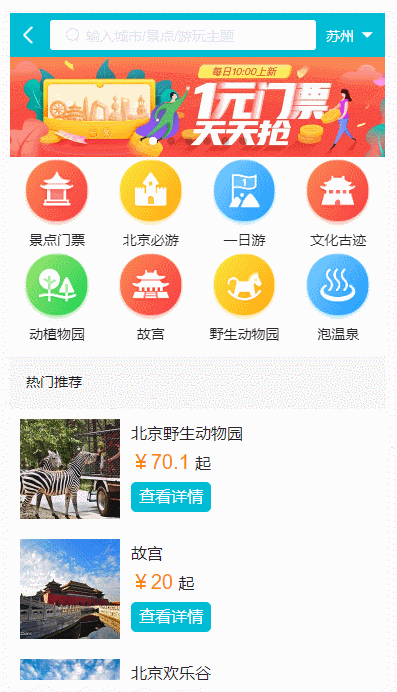 输入城市/景点/游玩主题
苏州
每日10:00上新
1元门票
天天抢
景点门票
北京必游
一日游
文化古迹
动植物园
故宫
野生动物园
泡温泉
热门推荐
北京野生动物园
￥70.1 起
查看详情
故宫
￥20 起
查看详情
北京欢乐谷